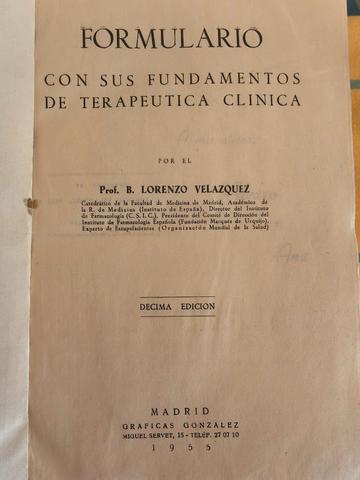 FORMULARIO
CON SUS FUNDAMENTOS
DE TERAPEUTICA CLINICA
POR EL
Prof. B. LORENZO VELAZQUEZ
Catedrático de la Facultad de Medicina de Madrid, Académico de
la R. de Medicina (Instituto de España), Director del Instituto
de Farmacología (C. S. I. C.), Presidente del Comité de Dirección del
Instituto de Farmacología Española (Fundación Marqués de Urquijo),
Experto de Estupefacientes (Organización Mundial de la Salud)
DECIMA EDICION
MADRID
GRAFICAS GONZALEZ
MIGUEL SERVET, 15 - TELÉF. 27 07 10
1955